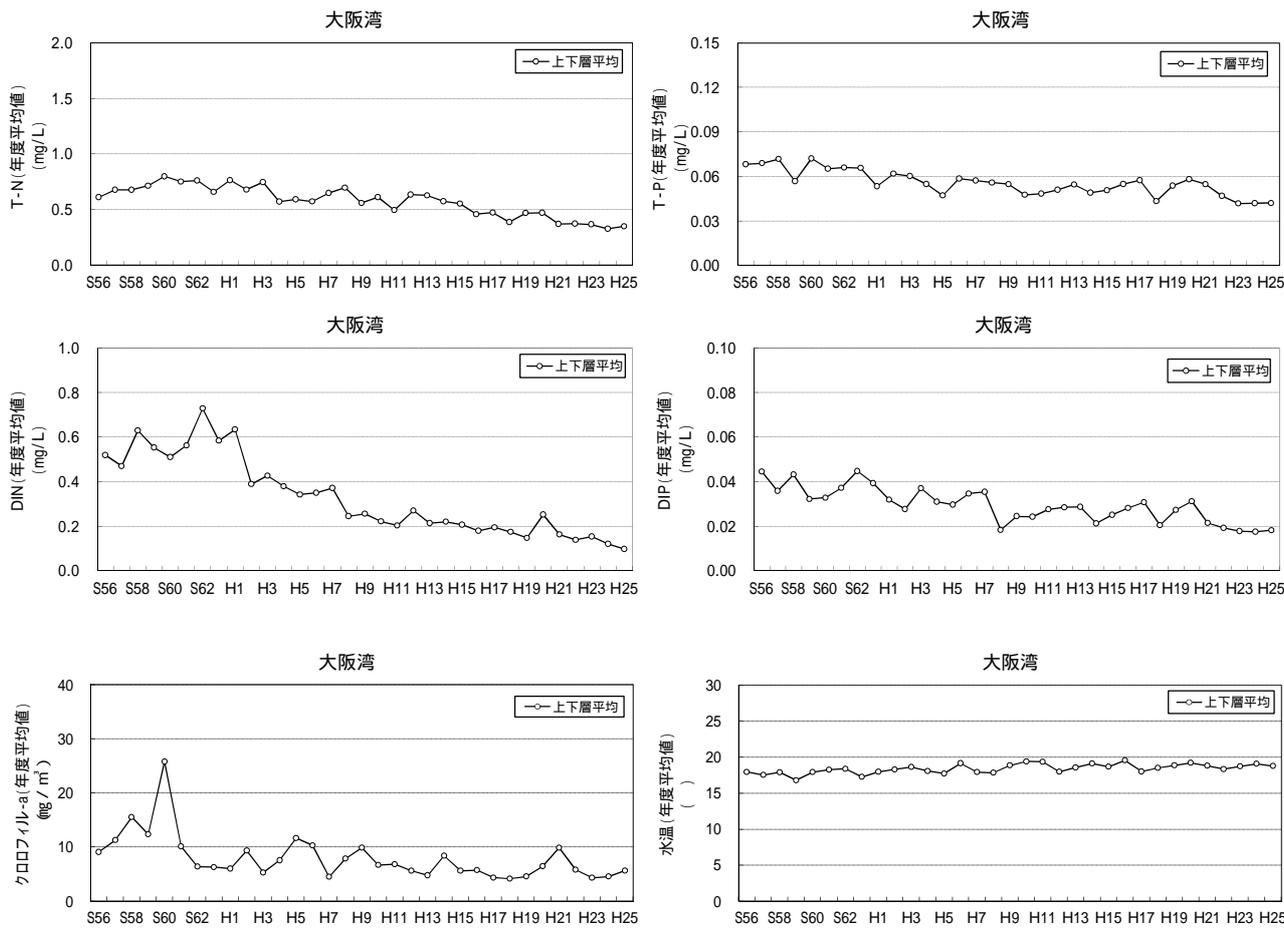 大阪湾
上下層平均
T-N(年度平均値)
(mg/L)
2.0
1.5
1.0
0.5
0.0
S56 S58 S60 S62 H1 H3 H5 H7 H9 H11 H13 H15 H17 H19 H21 H23 H25
大阪湾
上下層平均
T-P(年度平均値)
(mg/L)
0.15
0.12
0.09
0.06
0.03
0.00
S56 S58 S60 S62 H1 H3 H5 H7 H9 H11 H13 H15 H17 H19 H21 H23 H25
大阪湾
上下層平均
DIN(年度平均値)
(mg/L)
1.0
0.8
0.6
0.4
0.2
0.0
S56 S58 S60 S62 H1 H3 H5 H7 H9 H11 H13 H15 H17 H19 H21 H23 H25
大阪湾
上下層平均
DIP(年度平均値)
(mg/L)
0.10
0.08
0.06
0.04
0.02
0.00
S56 S58 S60 S62 H1 H3 H5 H7 H9 H11 H13 H15 H17 H19 H21 H23 H25
大阪湾
上下層平均
クロロフィル-a(年度平均値)
(mg/㎥)
40
30
20
10
0
S56 S58 S60 S62 H1 H3 H5 H7 H9 H11 H13 H15 H17 H19 H21 H23 H25
大阪湾
上下層平均
水温(年度平均値)
( )
30
25
20
15
10
5
0
S56 S58 S60 S62 H1 H3 H5 H7 H9 H11 H13 H15 H17 H19 H21 H23 H25